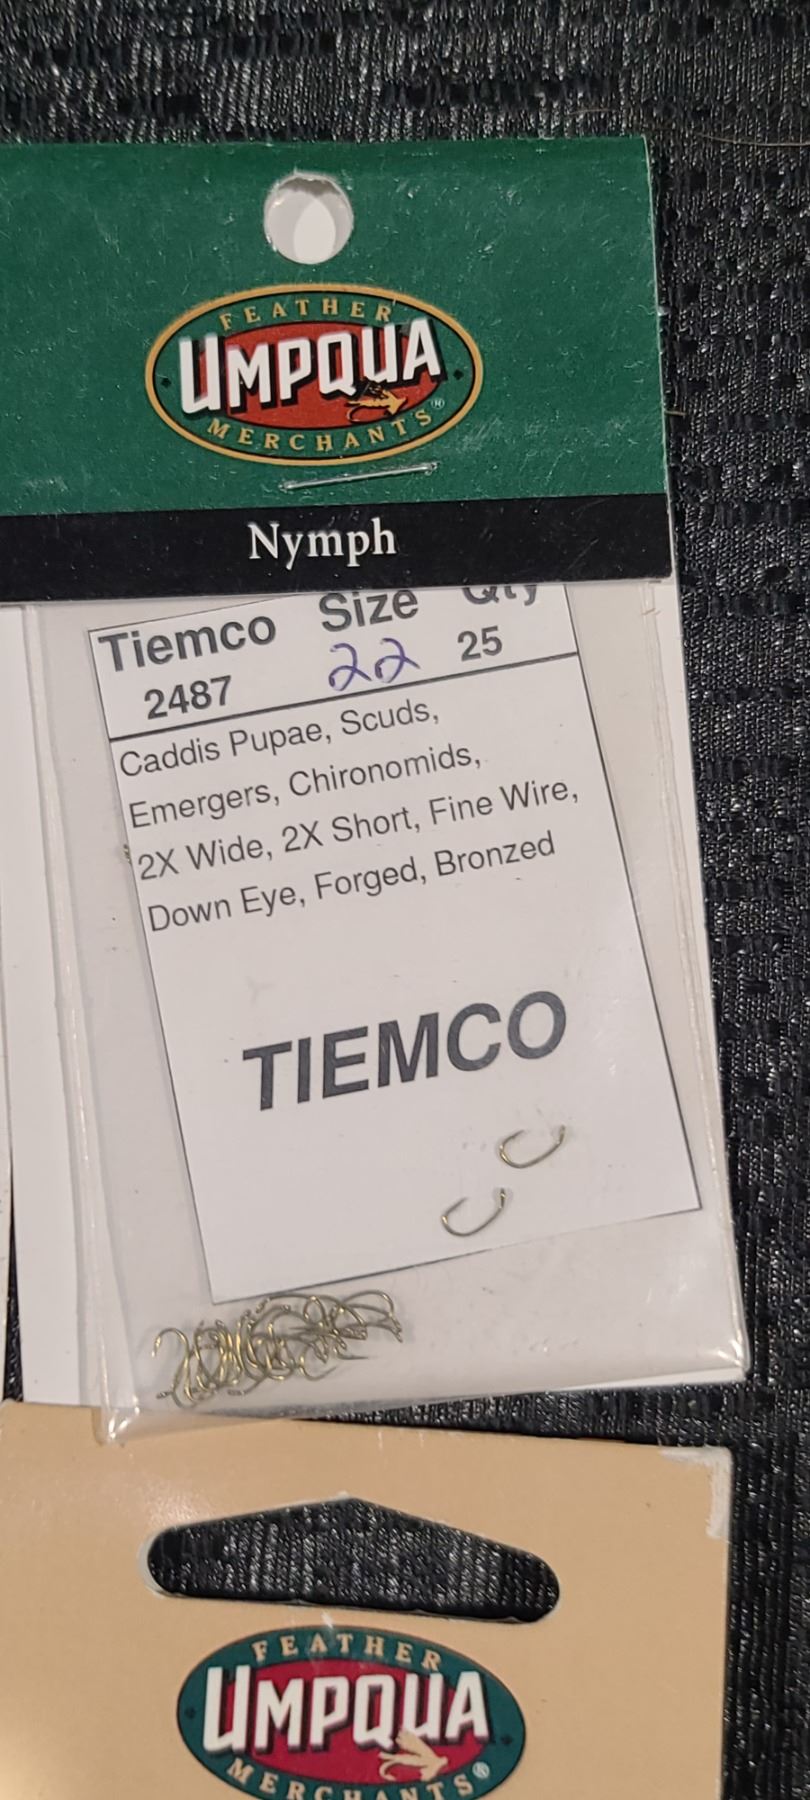 FEATHER
UMPQUA
MERCHANTS®
Nymph
Tiemco Size Qty
2487 22 25
Caddis Pupae, Scuds,
Emergers, Chironomids,
2X Wide, 2X Short, Fine Wire,
Down Eye, Forged, Bronzed
TIEMCO
FEATHER
UMPQUA
MERCHANTS®